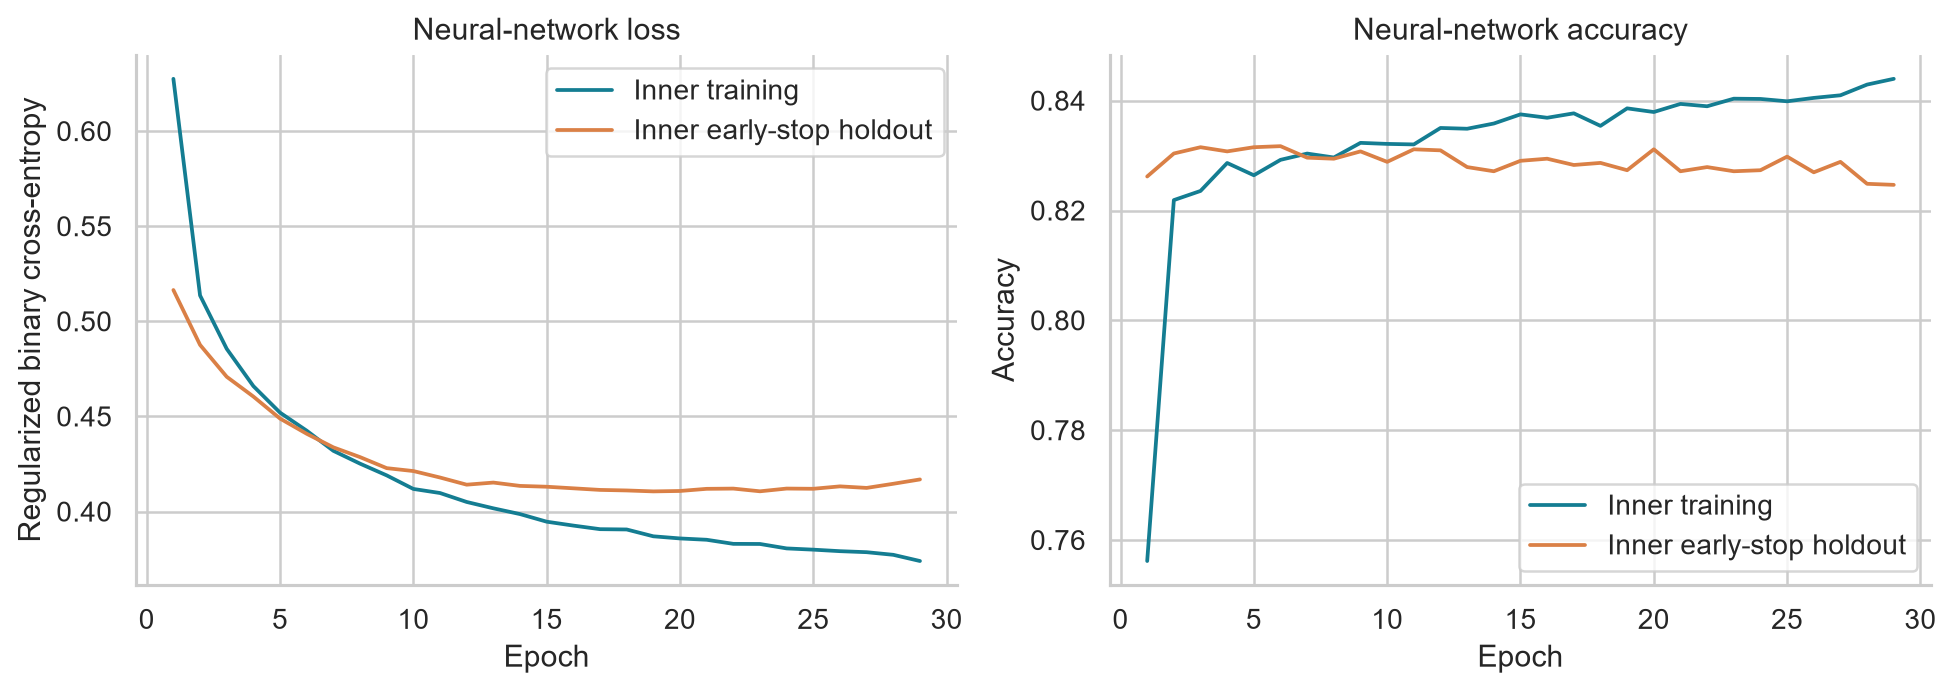 Neural-network loss
Regularized binary cross-entropy
0.60
0.55
0.50
0.45
0.40
Inner training
Inner early-stop holdout
0 5 10 15 20 25 30
Epoch
Neural-network accuracy
Accuracy
0.84
0.82
0.80
0.78
0.76
Inner training
Inner early-stop holdout
0 5 10 15 20 25 30
Epoch